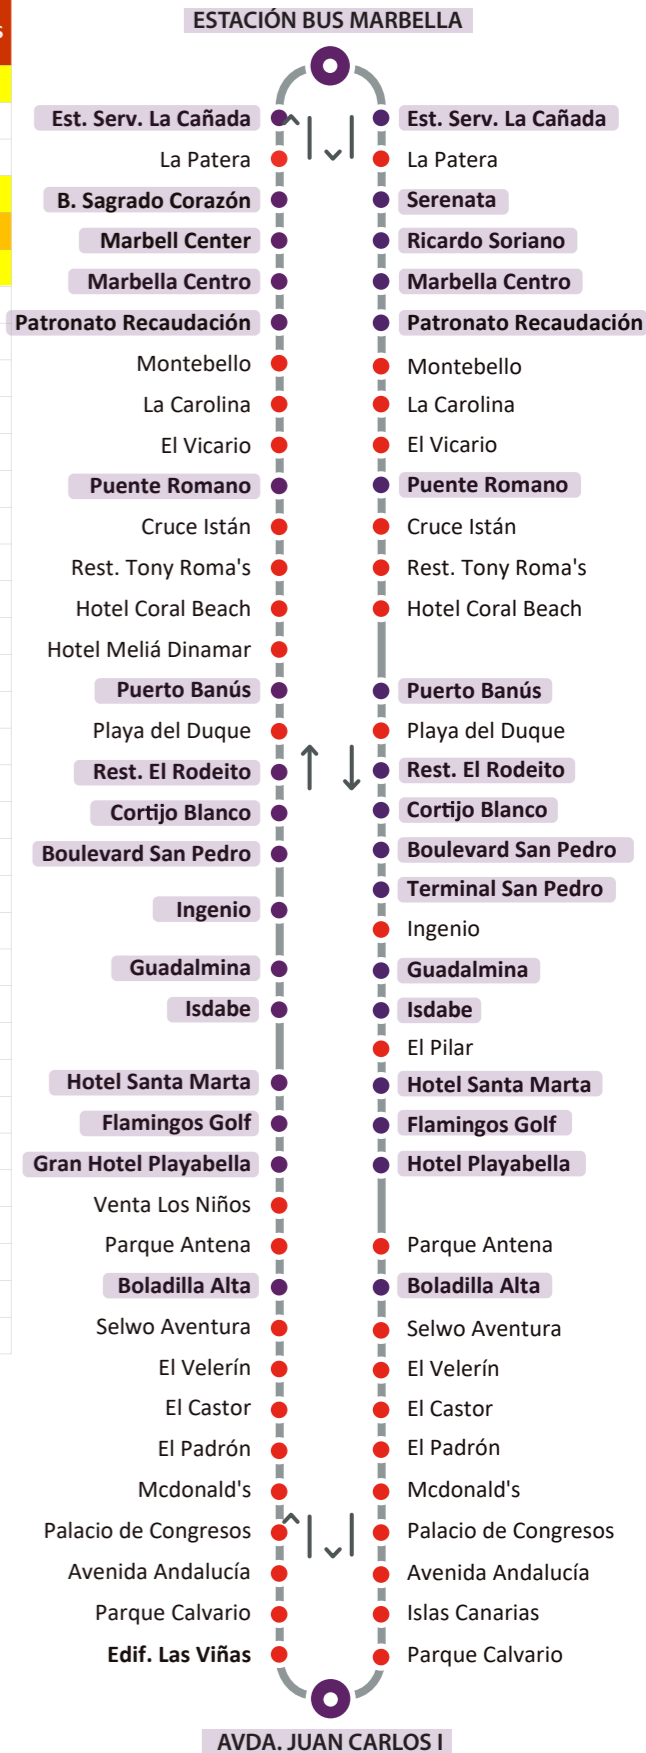 ESTACIÓN BUS MARBELLA
s
Est. Serv. La Cañada
La Patera
B. Sagrado Corazón
Marbell Center
Marbella Centro
Patronato Recaudación
Montebello
La Carolina
El Vicario
Puente Romano
Cruce Istán
Rest. Tony Roma's
Hotel Coral Beach
Hotel Meliá Dinamar
Puerto Banús
Playa del Duque
Rest. El Rodeito
Cortijo Blanco
Boulevard San Pedro
Ingenio
Guadalmina
Isdabe
Hotel Santa Marta
Flamingos Golf
Gran Hotel Playabella
Venta Los Niños
Parque Antena
Boladilla Alta
Selwo Aventura
El Velerín
El Castor
El Padrón
Mcdonald's
Palacio de Congresos
Avenida Andalucía
Parque Calvario
Edif. Las Viñas
Est. Serv. La Cañada
La Patera
Serenata
Ricardo Soriano
Marbella Centro
Patronato Recaudación
Montebello
La Carolina
El Vicario
Puente Romano
Cruce Istán
Rest. Tony Roma's
Hotel Coral Beach
Puerto Banús
Playa del Duque
Rest. El Rodeito
Cortijo Blanco
Boulevard San Pedro
Terminal San Pedro
Ingenio
Guadalmina
Isdabe
El Pilar
Hotel Santa Marta
Flamingos Golf
Hotel Playabella
Parque Antena
Boladilla Alta
Selwo Aventura
El Velerín
El Castor
El Padrón
Mcdonald's
Palacio de Congresos
Avenida Andalucía
Islas Canarias
Parque Calvario
AVDA. JUAN CARLOS I